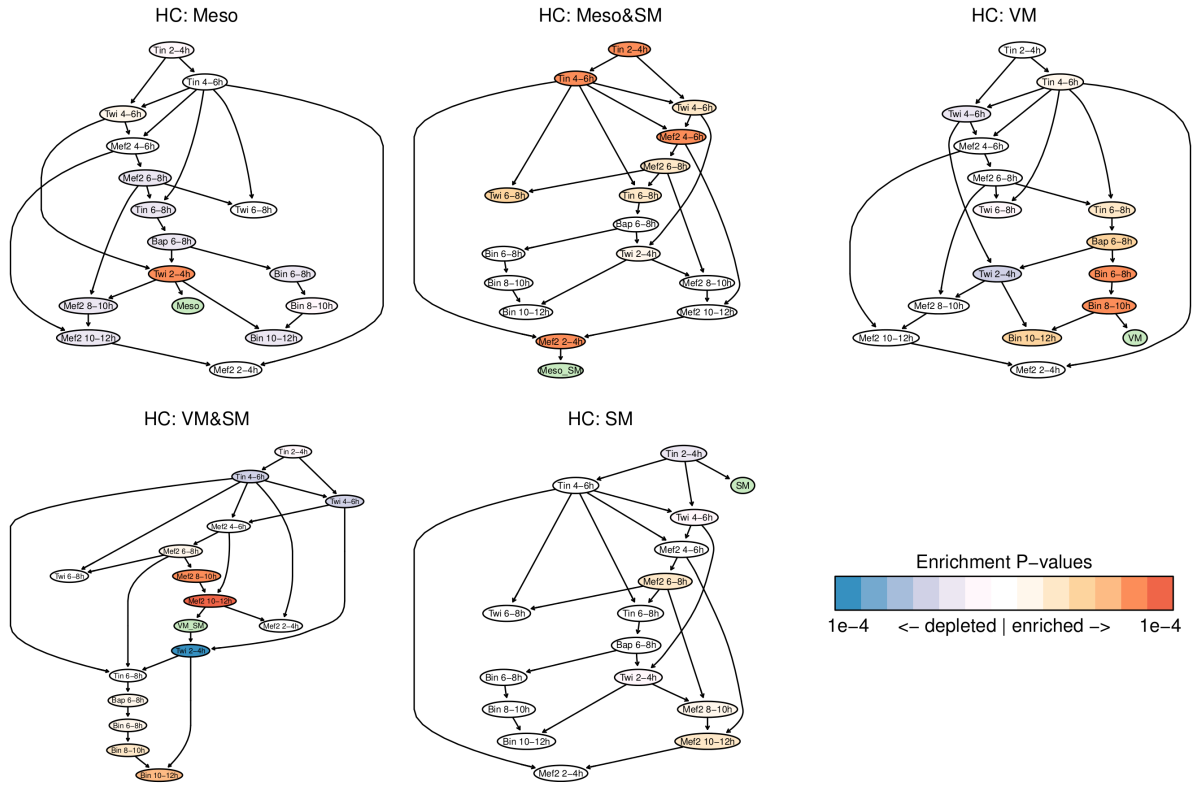 HC: Meso
Tin 2−4h
Tin 4−6h
Twi 4−6h
Mef2 4−6h
Mef2 6−8h
Tin 6−8h
Twi 6−8h
Bap 6−8h
Twi 2−4h
Bin 6−8h
Mef2 8−10h
Meso
Bin 8−10h
Mef2 10−12h
Bin 10−12h
Mef2 2−4h
HC: Meso&SM
Tin 2−4h
Tin 4−6h
Twi 4−6h
Mef2 4−6h
Mef2 6−8h
Twi 6−8h
Tin 6−8h
Bap 6−8h
Bin 6−8h
Twi 2−4h
Bin 8−10h
Mef2 8−10h
Bin 10−12h
Mef2 10−12h
Mef2 2−4h
Meso_SM
HC: VM
Tin 2−4h
Tin 4−6h
Twi 4−6h
Mef2 4−6h
Mef2 6−8h
Twi 6−8h
Tin 6−8h
Bap 6−8h
Twi 2−4h
Bin 6−8h
Mef2 8−10h
Bin 8−10h
Mef2 10−12h
Bin 10−12h
VM
Mef2 2−4h
HC: VM&SM
Tin 2−4h
Tin 4−6h
Twi 4−6h
Mef2 4−6h
Mef2 6−8h
Twi 6−8h
Mef2 8−10h
Mef2 10−12h
VM_SM
Mef2 2−4h
Twi 2−4h
Tin 6−8h
Bap 6−8h
Bin 6−8h
Bin 8−10h
Bin 10−12h
HC: SM
Tin 2−4h
Tin 4−6h
SM
Twi 4−6h
Mef2 4−6h
Mef2 6−8h
Twi 6−8h
Tin 6−8h
Bap 6−8h
Bin 6−8h
Twi 2−4h
Bin 8−10h
Mef2 8−10h
Bin 10−12h
Mef2 10−12h
Mef2 2−4h
Enrichment P−values
1e−4 <− depleted | enriched −> 1e−4